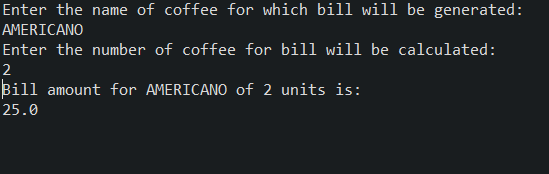 Enter the name of coffee for which bill will be generated:
AMERICANO
Enter the number of coffee for bill will be calculated:
2
Bill amount for AMERICANO of 2 units is:
25.0